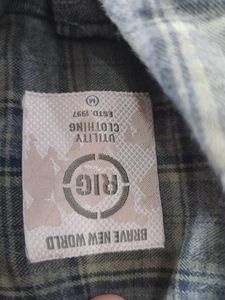 BRAVE NEW WORLD
RIG
UTILITY
CLOTHING
ESTD. 1997
M